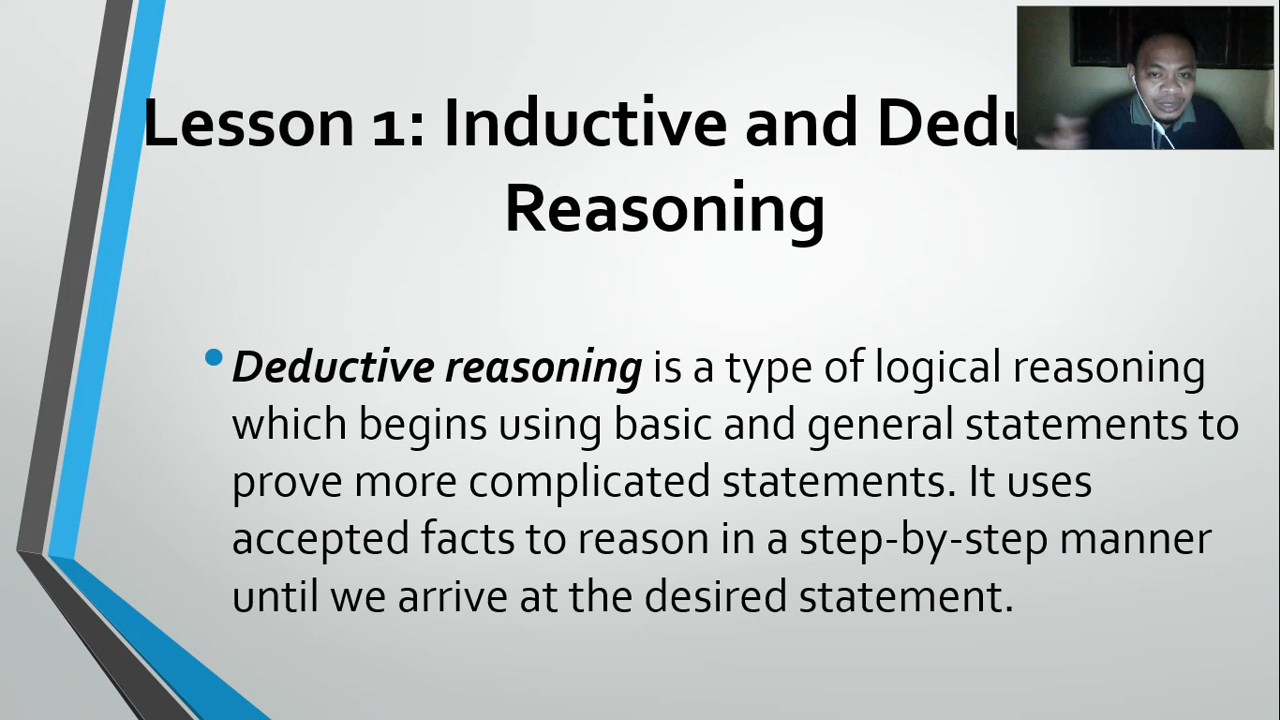 Lesson 1: Inductive and Dedu
Reasoning
Deductive reasoning is a type of logical reasoning
which begins using basic and general statements to
prove more complicated statements. It uses
accepted facts to reason in a step-by-step manner
until we arrive at the desired statement.